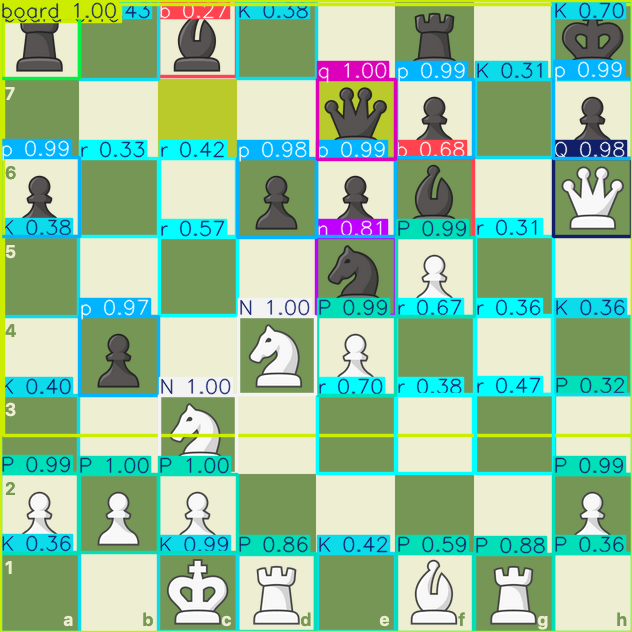 board 1.00 43 b 0.27 K 0.38 K 0.70
q 1.00 p 0.99 K 0.31 p 0.99
7
p 0.99 r 0.33 r 0.42 p 0.98 p 0.99 b 0.68 Q 0.98
6
K 0.38 r 0.57 n 0.81 P 0.99 r 0.31
5
p 0.97 N 1.00 P 0.99 r 0.67 r 0.36 K 0.36
4
K 0.40 N 1.00 r 0.70 r 0.38 r 0.47 P 0.32
3
P 0.99 P 1.00 P 1.00 P 0.99
2
K 0.36 K 0.99 P 0.86 K 0.42 P 0.59 P 0.88 P 0.36
1
a b c d e f g h